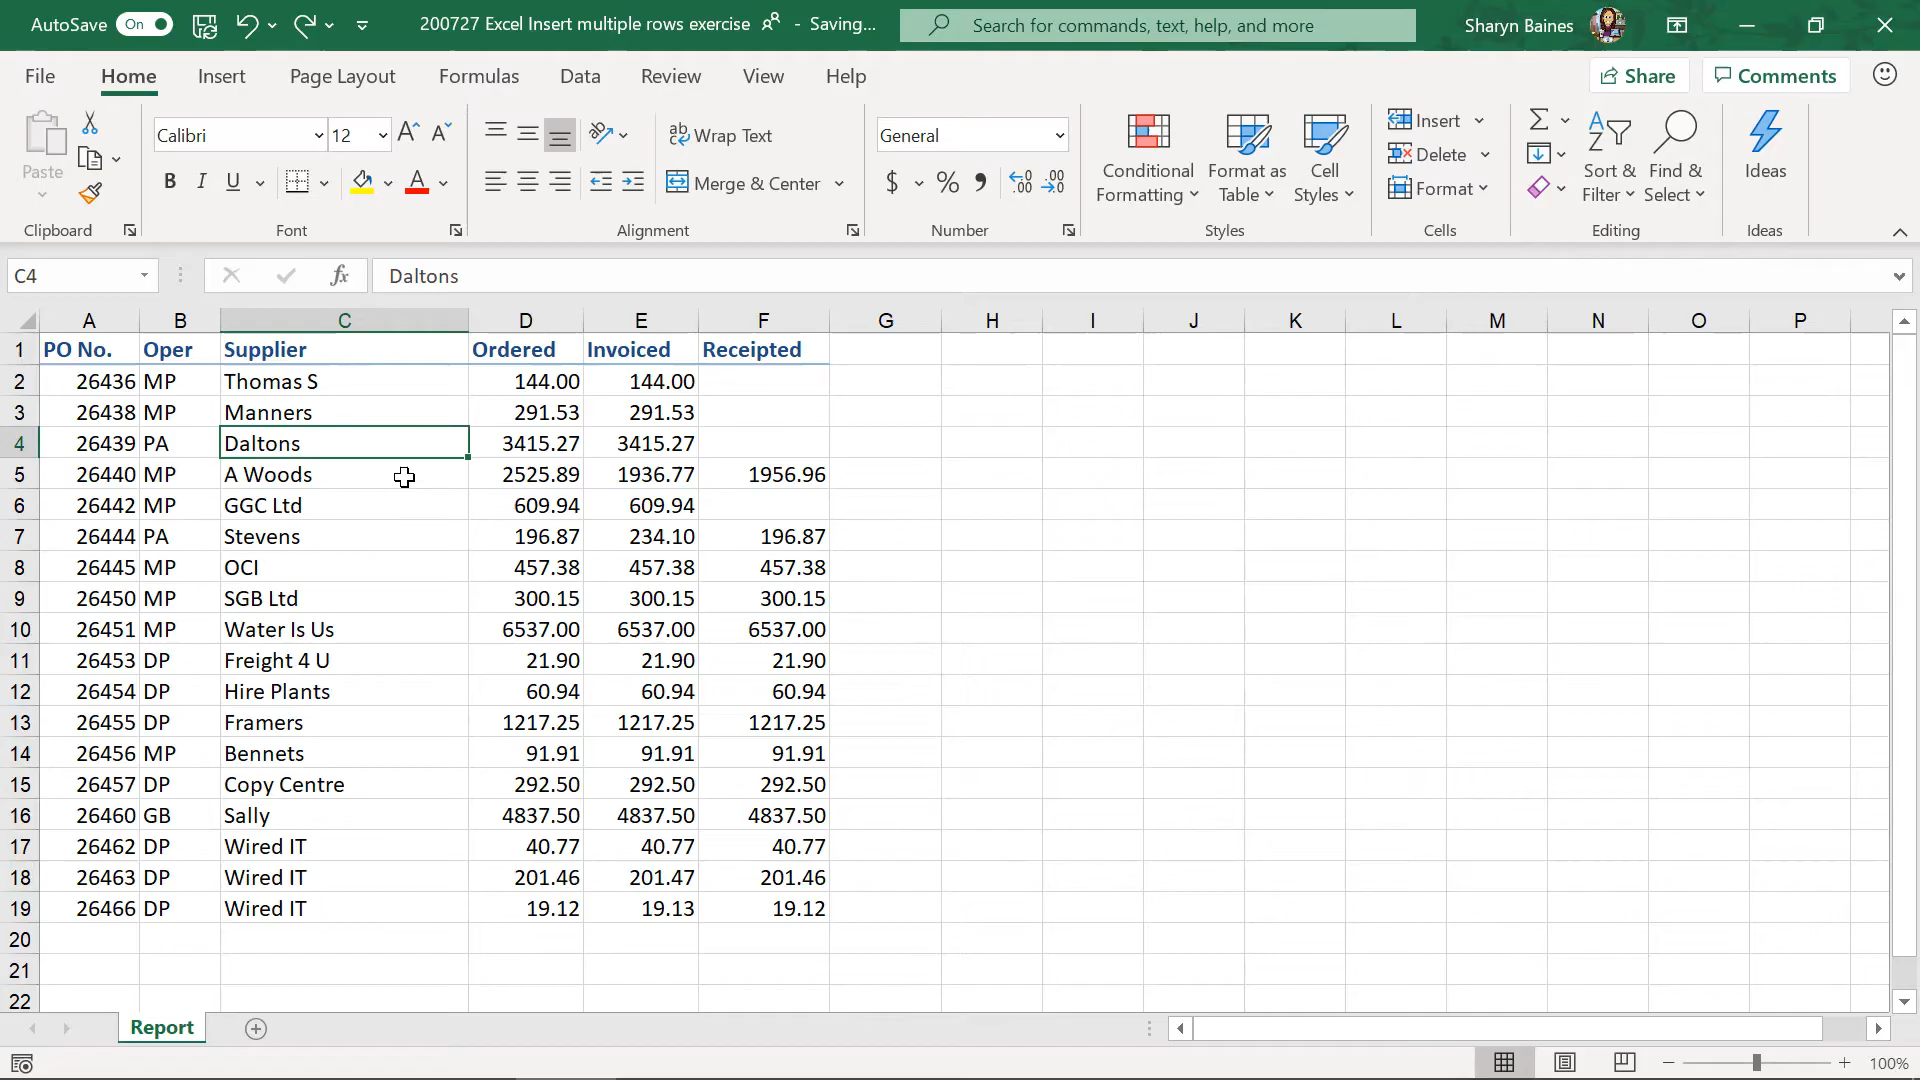 AutoSave On 200727 Excel Insert multiple rows exercise - Saving... Search for commands, text, help, and more Sharyn Baines
File Home Insert Page Layout Formulas Data Review View Help Share Comments
Paste
Clipboard
Calibri 12
B I U
Font
Wrap Text
Merge & Center
Alignment
General
$ % 9
Number
Conditional Formatting
Format as Table
Cell Styles
Styles
Insert
Delete
Format
Cells
Sort & Filter
Find & Select
Editing
Ideas
Ideas
C4 fx Daltons
A B C D E F G H I J K L M N O P
1 PO No. Oper Supplier Ordered Invoiced Receipted
2 26436 MP Thomas S 144.00 144.00
3 26438 MP Manners 291.53 291.53
4 26439 PA Daltons 3415.27 3415.27
5 26440 MP A Woods 2525.89 1936.77 1956.96
6 26442 MP GGC Ltd 609.94 609.94
7 26444 PA Stevens 196.87 234.10 196.87
8 26445 MP OCI 457.38 457.38 457.38
9 26450 MP SGB Ltd 300.15 300.15 300.15
10 26451 MP Water Is Us 6537.00 6537.00 6537.00
11 26453 DP Freight 4 U 21.90 21.90 21.90
12 26454 DP Hire Plants 60.94 60.94 60.94
13 26455 DP Framers 1217.25 1217.25 1217.25
14 26456 MP Bennets 91.91 91.91 91.91
15 26457 DP Copy Centre 292.50 292.50 292.50
16 26460 GB Sally 4837.50 4837.50 4837.50
17 26462 DP Wired IT 40.77 40.77 40.77
18 26463 DP Wired IT 201.46 201.47 201.46
19 26466 DP Wired IT 19.12 19.13 19.12
20
21
22
Report
100%